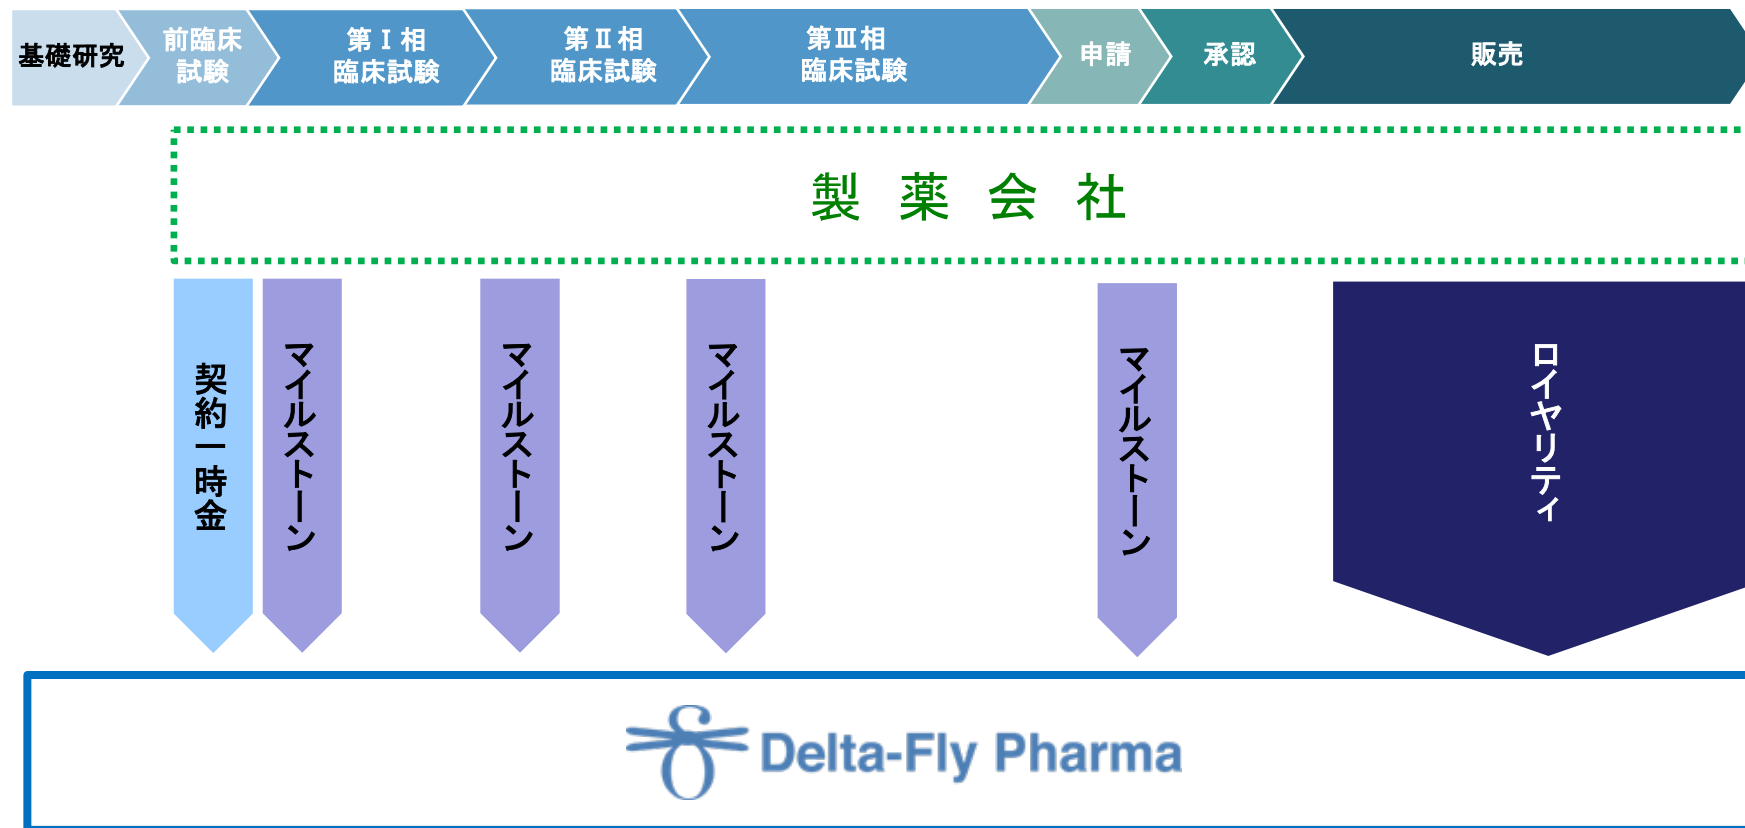 基礎研究
前臨床
試験
第Ⅰ相
臨床試験
第Ⅱ相
臨床試験
第Ⅲ相
臨床試験
申請
承認
販売
製薬会社
契約一時金
マイルストーン
マイルストーン
マイルストーン
マイルストーン
ロイヤリティ
Delta-Fly Pharma